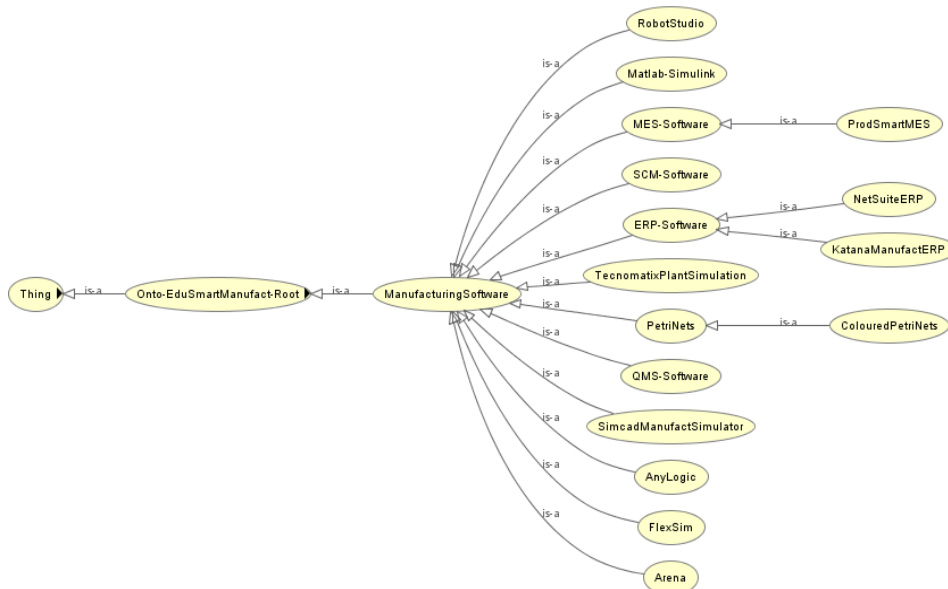 RobotStudio
is-a
Matlab-Simulink
is-a
MES-Software
is-a
ProdSmartMES
is-a
SCM-Software
is-a
NetSuiteERP
is-a
ERP-Software
is-a
KatanaManufactERP
is-a
TecnomatixPlantSimulation
is-a
Thing
is-a
Onto-EduSmartManufact-Root
is-a
ManufacturingSoftware
is-a
PetriNets
is-a
ColouredPetriNets
is-a
QMS-Software
is-a
SimcadManufactSimulator
is-a
AnyLogic
is-a
FlexSim
is-a
Arena
is-a